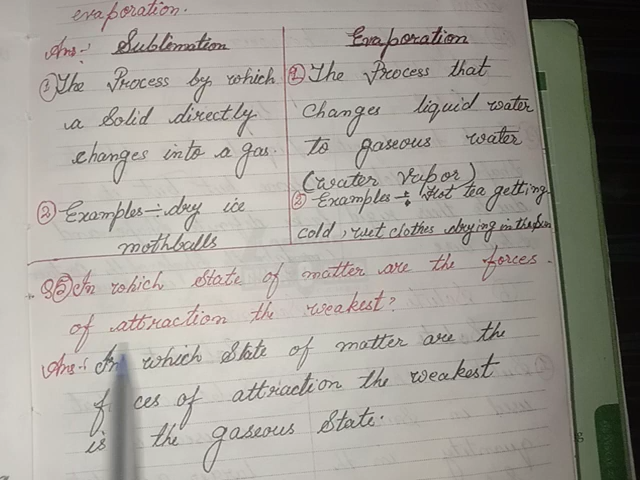 evaporation.
Ans:- Sublimation
① The Process by which
a Solid directly
changes into a gas.
② Examples :- dry ice
mothballs
Evaporation
① The Process that
Changes liquid water
to gaseous water
(water vapor)
② Examples :- Hot tea getting
cold, wet clothes drying in the Sun
Q⑤ In which State of matter are the forces
of attraction the weakest?
Ans:- In which State of matter are the
of attraction the weakest
is the gaseous State.